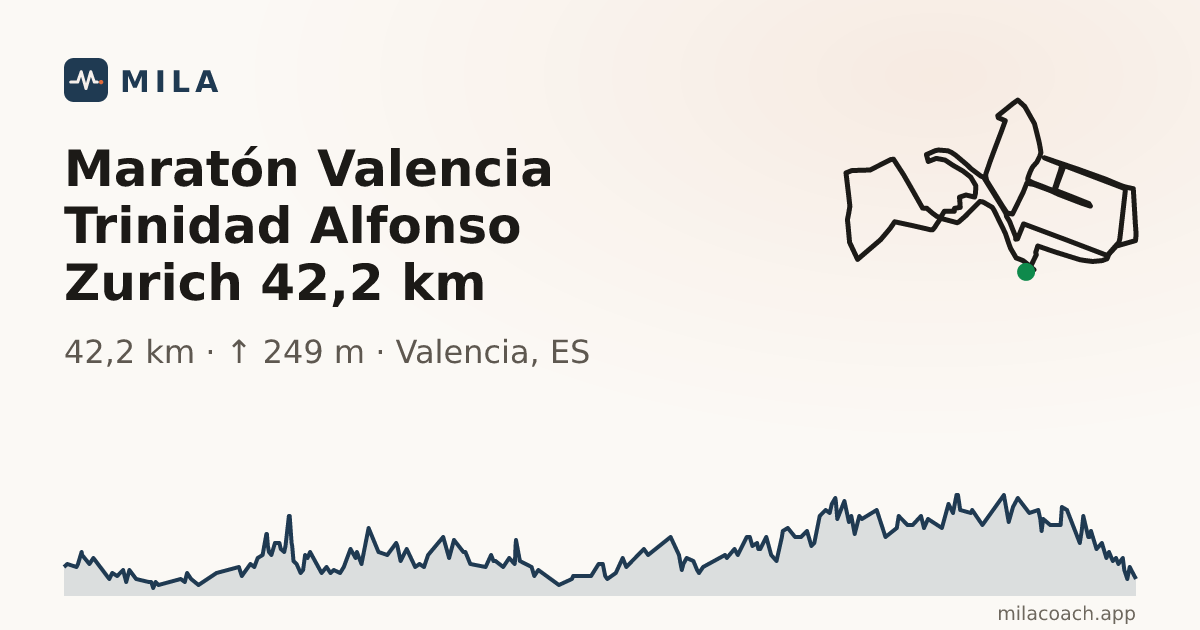 MILA
Maratón Valencia
Trinidad Alfonso
Zurich 42,2 km
42,2 km · ↑ 249 m · Valencia, ES
milacoach.app